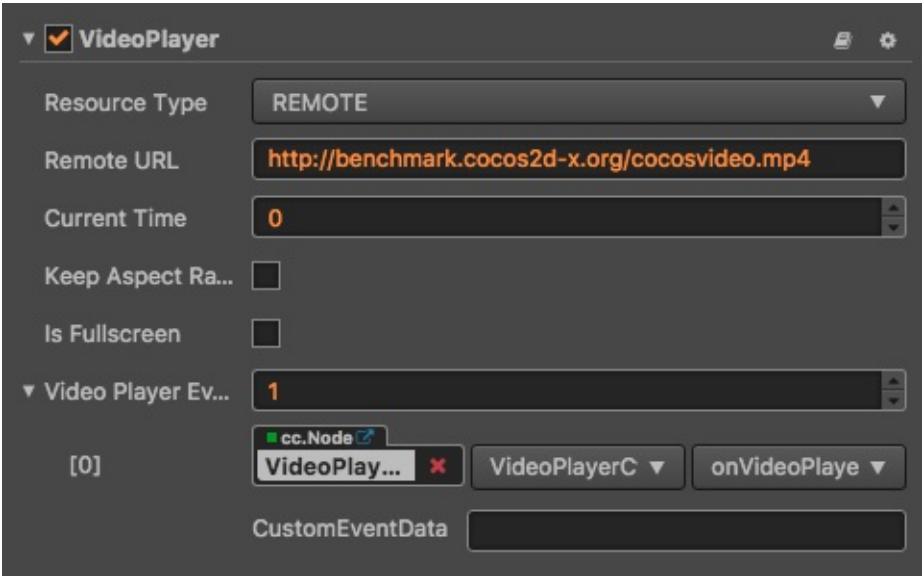 VideoPlayer
Resource Type REMOTE
Remote URL http://benchmark.cocos2d-x.org/cocosvideo.mp4
Current Time 0
Keep Aspect Ra...
Is Fullscreen
Video Player Ev... 1
cc.Node
[0] VideoPlay... VideoPlayerC onVideoPlaye
CustomEventData